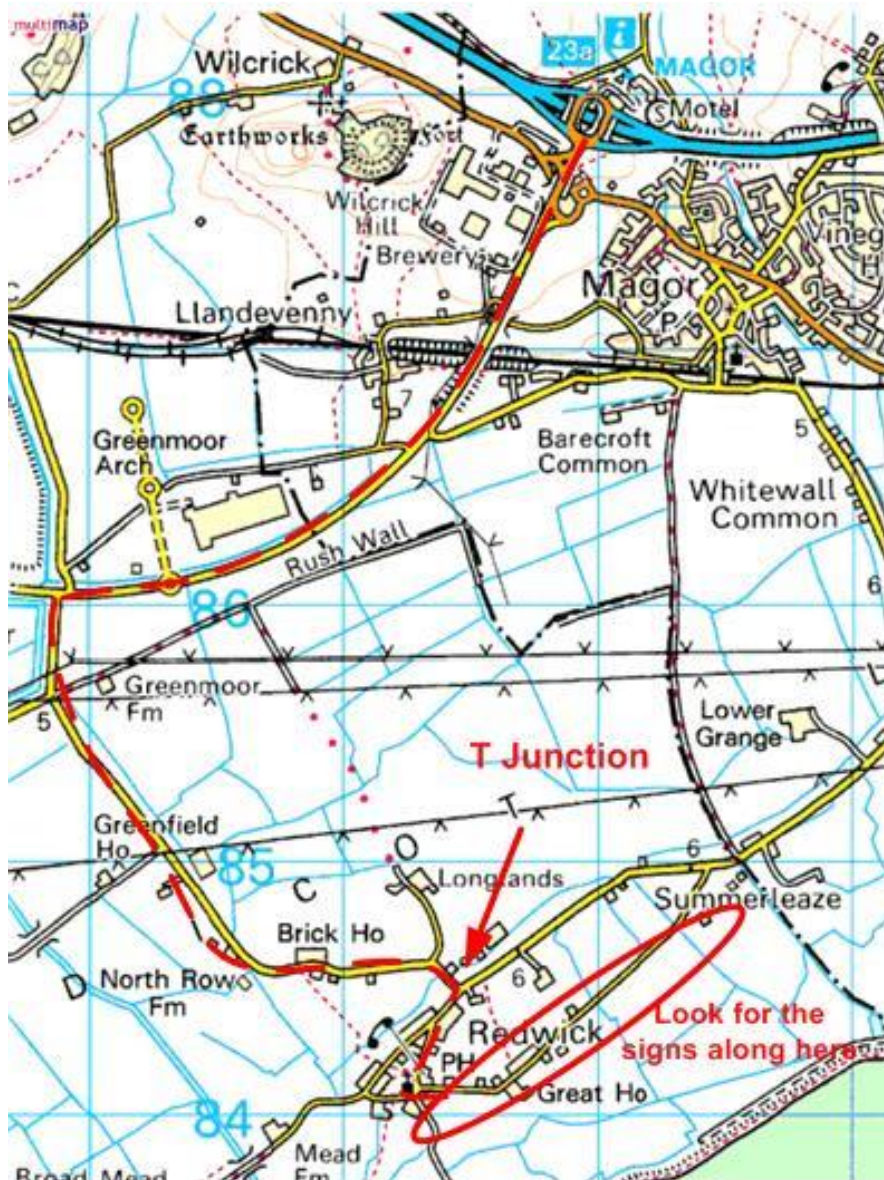 multimap
Wilcrick
23a
i
MAGOR
88
Motel
Earthworks
Fort
Wilcrick
Hill
Brewery
Magor
P
Llandevenny
7
5
Greenmoor
Arch
Barecroft
Common
Whitewall
Common
Rush Wall
86
6
5
Greenmoor
Fm
Lower
Grange
T Junction
T
Greenfield
Ho
85
O
C
Longlands
6
Summerleaze
Brick Ho
D
North Row
Fm
6
Redwick
Look for the
signs along here
PH
Great Ho
84
Mead
Fm
Broad Mead